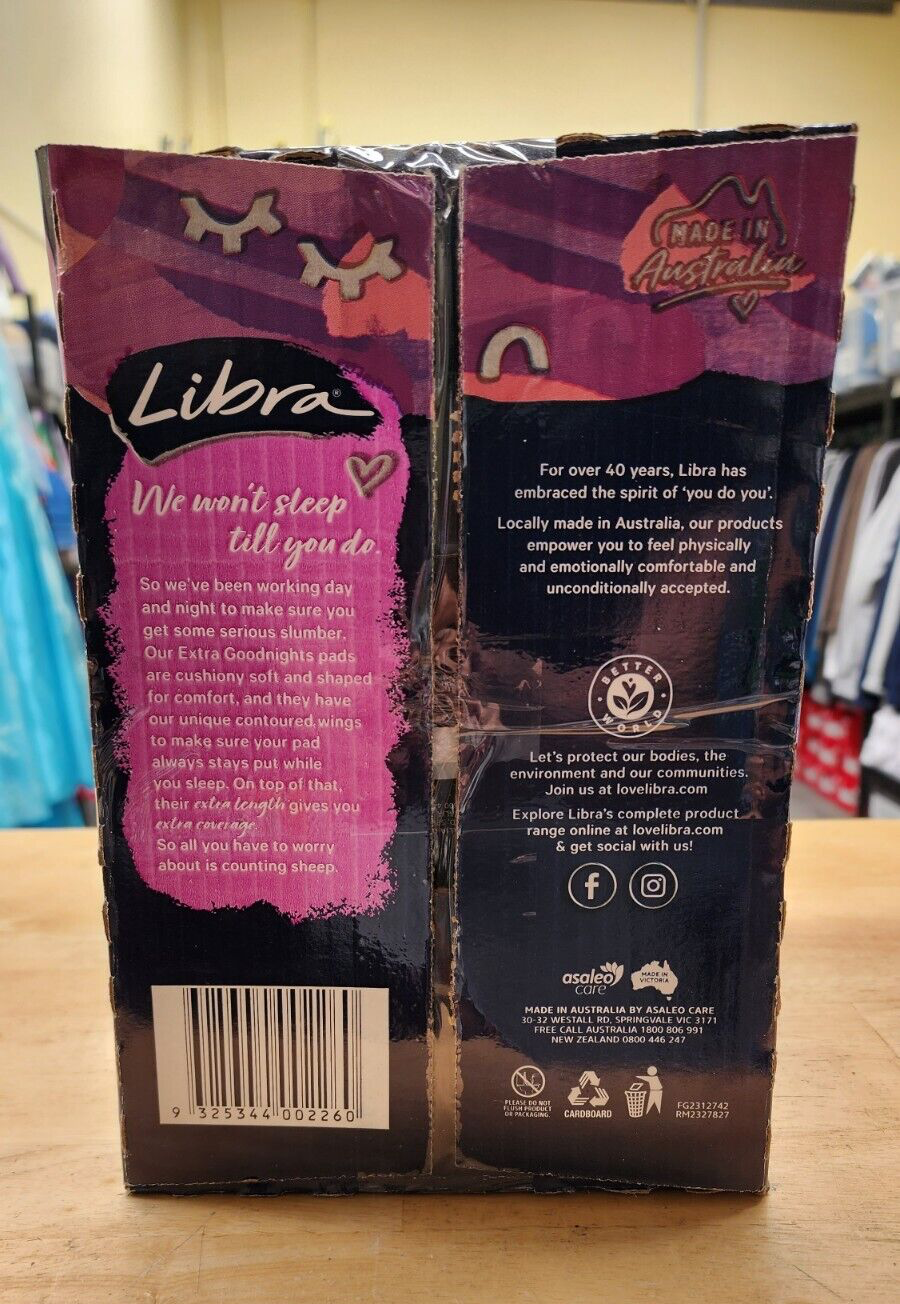 Libra®
We won't sleep
till you do.
So we've been working day
and night to make sure you
get some serious slumber.
Our Extra Goodnights pads
are cushiony soft and shaped
for comfort, and they have
our unique contoured wings
to make sure your pad
always stays put while
you sleep. On top of that,
their extra length gives you
extra coverage.
So all you have to worry
about is counting sheep.
9 325344 002260
MADE IN
Australia
For over 40 years, Libra has
embraced the spirit of 'you do you'.
Locally made in Australia, our products
empower you to feel physically
and emotionally comfortable and
unconditionally accepted.
BETTER
WORLD
Let's protect our bodies, the
environment and our communities.
Join us at lovelibra.com
Explore Libra's complete product
range online at lovelibra.com
& get social with us!
asaleo
care
MADE IN
VICTORIA
MADE IN AUSTRALIA BY ASALEO CARE
30-32 WESTALL RD, SPRINGVALE VIC 3171
FREE CALL AUSTRALIA 1800 806 991
NEW ZEALAND 0800 446 247
PLEASE DO NOT
FLUSH PRODUCT
OR PACKAGING.
CARDBOARD
FG2312742
RM2327827